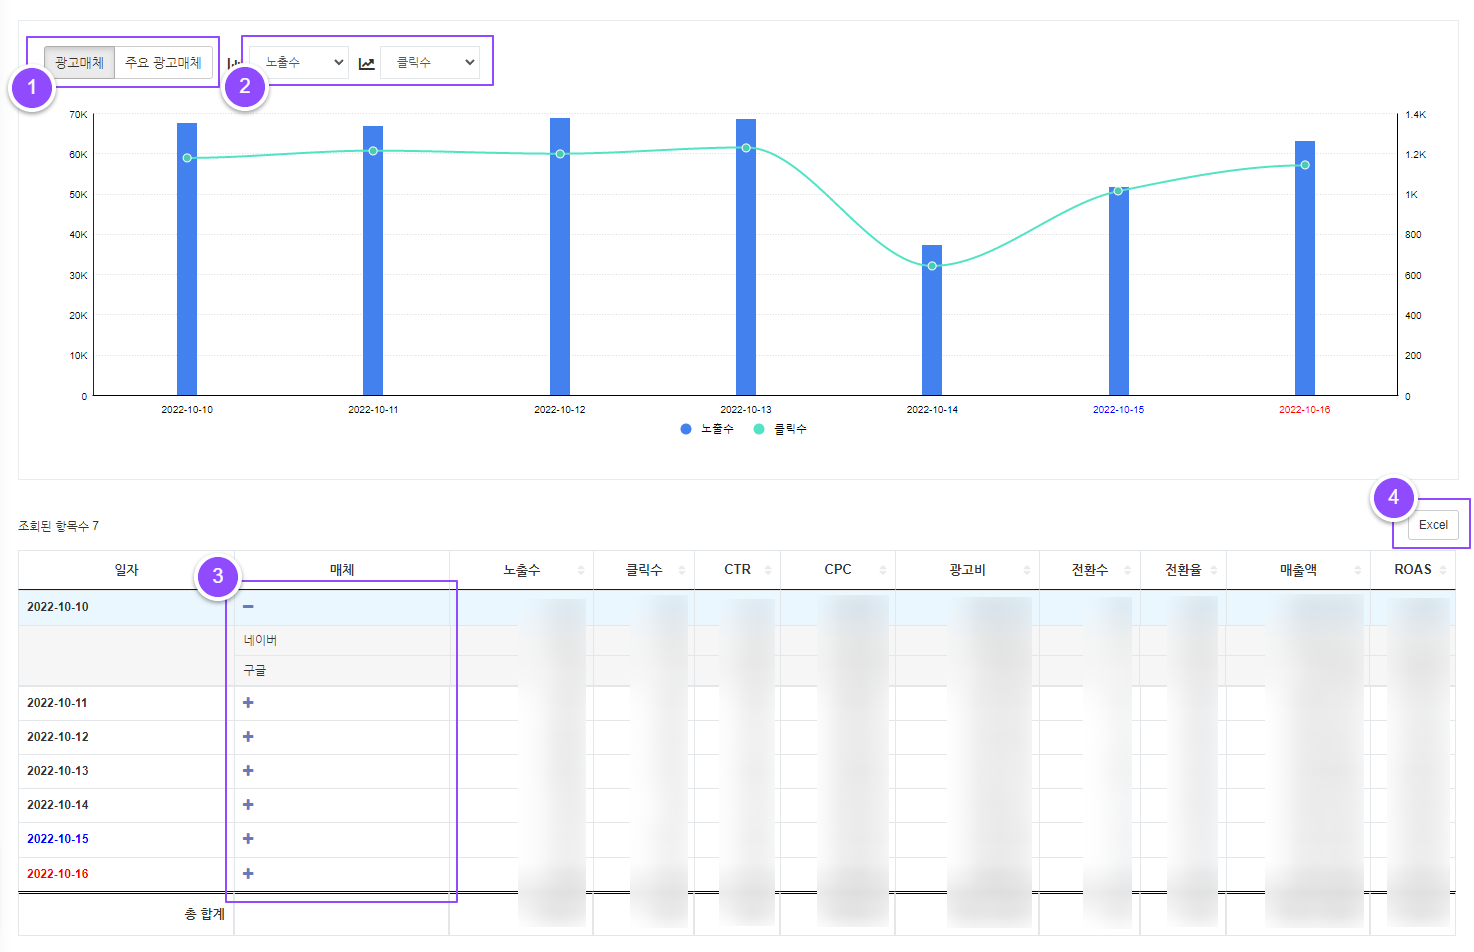 광고매체 주요 광고매체 노출수 클릭수
1
2
70K 1.4K
60K 1.2K
50K 1K
40K 800
30K 600
20K 400
10K 200
0 0
2022-10-10 2022-10-11 2022-10-12 2022-10-13 2022-10-14 2022-10-15 2022-10-16
노출수 클릭수
4
조회된 항목수 7
Excel
일자 매체 노출수 클릭수 CTR CPC 광고비 전환수 전환율 매출액 ROAS
3
2022-10-10
네이버
구글
2022-10-11
2022-10-12
2022-10-13
2022-10-14
2022-10-15
2022-10-16
총 합계